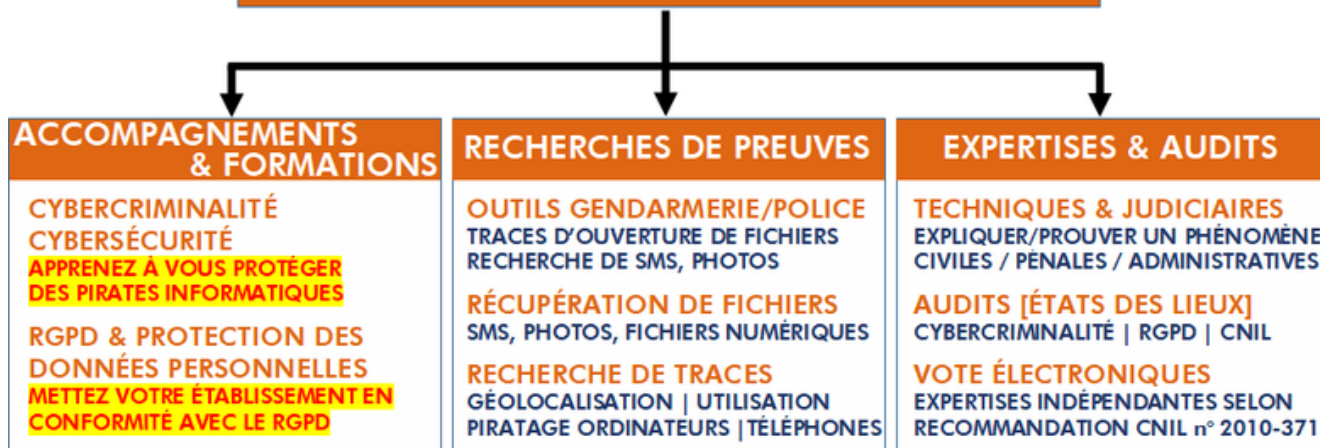 ACCOMPAGNEMENTS
& FORMATIONS
CYBERCRIMINALITÉ
CYBERSÉCURITÉ
APPRENEZ À VOUS PROTÉGER
DES PIRATES INFORMATIQUES
RGPD & PROTECTION DES
DONNÉES PERSONNELLES
METTEZ VOTRE ÉTABLISSEMENT EN
CONFORMITÉ AVEC LE RGPD
RECHERCHES DE PREUVES
OUTILS GENDARMERIE/POLICE
TRACES D'OUVERTURE DE FICHIERS
RECHERCHE DE SMS, PHOTOS
RÉCUPÉRATION DE FICHIERS
SMS, PHOTOS, FICHIERS NUMÉRIQUES
RECHERCHE DE TRACES
GÉOLOCALISATION | UTILISATION
PIRATAGE ORDINATEURS |TÉLÉPHONES
EXPERTISES & AUDITS
TECHNIQUES & JUDICIAIRES
EXPLIQUER/PROUVER UN PHÉNOMÈNE
CIVILES / PÉNALES / ADMINISTRATIVES
AUDITS [ÉTATS DES LIEUX]
CYBERCRIMINALITÉ | RGPD | CNIL
VOTE ÉLECTRONIQUES
EXPERTISES INDÉPENDANTES SELON
RECOMMANDATION CNIL n° 2010-371